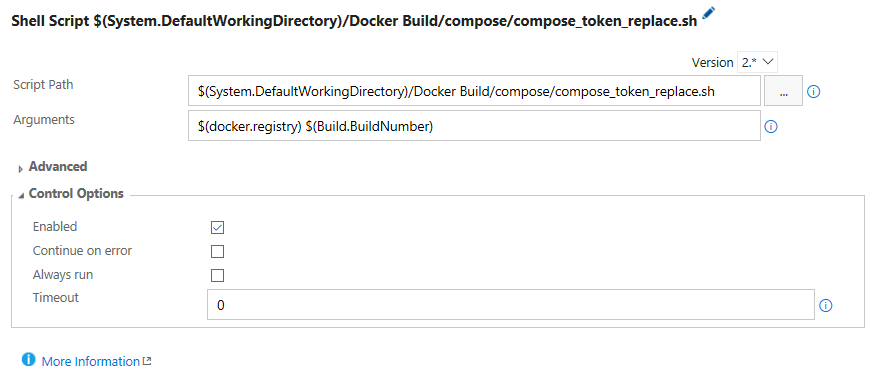 Shell Script $(System.DefaultWorkingDirectory)/Docker Build/compose/compose_token_replace.sh
Version 2.*
Script Path $(System.DefaultWorkingDirectory)/Docker Build/compose/compose_token_replace.sh ...
Arguments $(docker.registry) $(Build.BuildNumber)
Advanced
Control Options
Enabled
Continue on error
Always run
Timeout 0
More Information